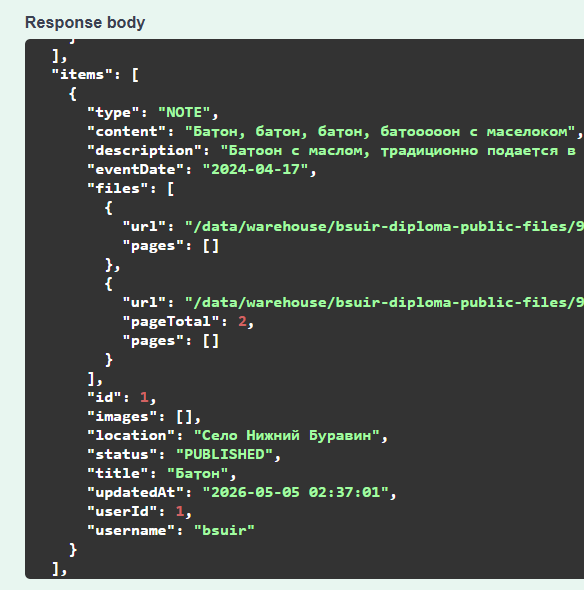 Response body
],
"items": [
{
"type": "NOTE",
"content": "Батон, батон, батон, батооооон с маселоком",
"description": "Батоон с маслом, традиционно подается в
"eventDate": "2024-04-17",
"files": [
{
"url": "/data/warehouse/bsuir-diploma-public-files/9
"pages": []
},
{
"url": "/data/warehouse/bsuir-diploma-public-files/9
"pageTotal": 2,
"pages": []
}
],
"id": 1,
"images": [],
"location": "Село Нижний Буравин",
"status": "PUBLISHED",
"title": "Батон",
"updatedAt": "2026-05-05 02:37:01",
"userId": 1,
"username": "bsuir"
}
],